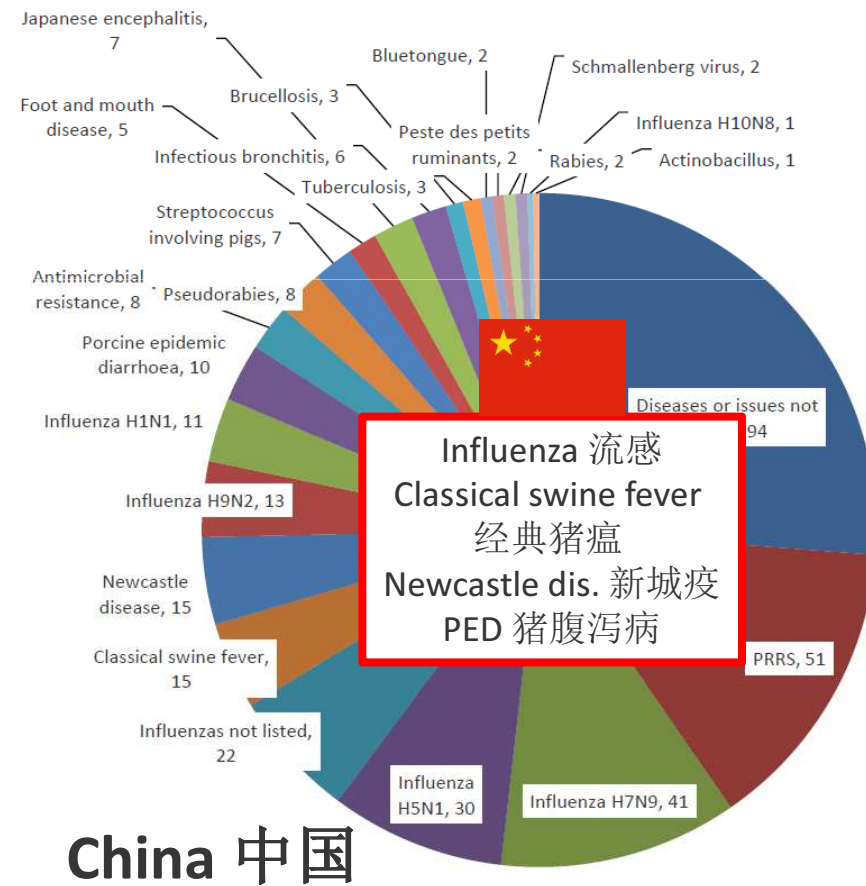 Japanese encephalitis,
7
Bluetongue, 2
Schmallenberg virus, 2
Brucellosis, 3
Foot and mouth
disease, 5
Peste des petits
ruminants, 2
Influenza H10N8, 1
Infectious bronchitis, 6
Rabies, 2
Actinobacillus, 1
Tuberculosis, 3
Streptococcus
involving pigs, 7
Antimicrobial
resistance, 8
Pseudorabies, 8
Porcine epidemic
diarrhoea, 10
Diseases or issues not
94
Influenza H1N1, 11
Influenza 流感
Classical swine fever
经典猪瘟
Newcastle dis. 新城疫
PED 猪腹泻病
Influenza H9N2, 13
Newcastle
disease, 15
Classical swine fever,
15
PRRS, 51
Influenzas not listed,
22
Influenza
H5N1, 30
Influenza H7N9, 41
China 中国